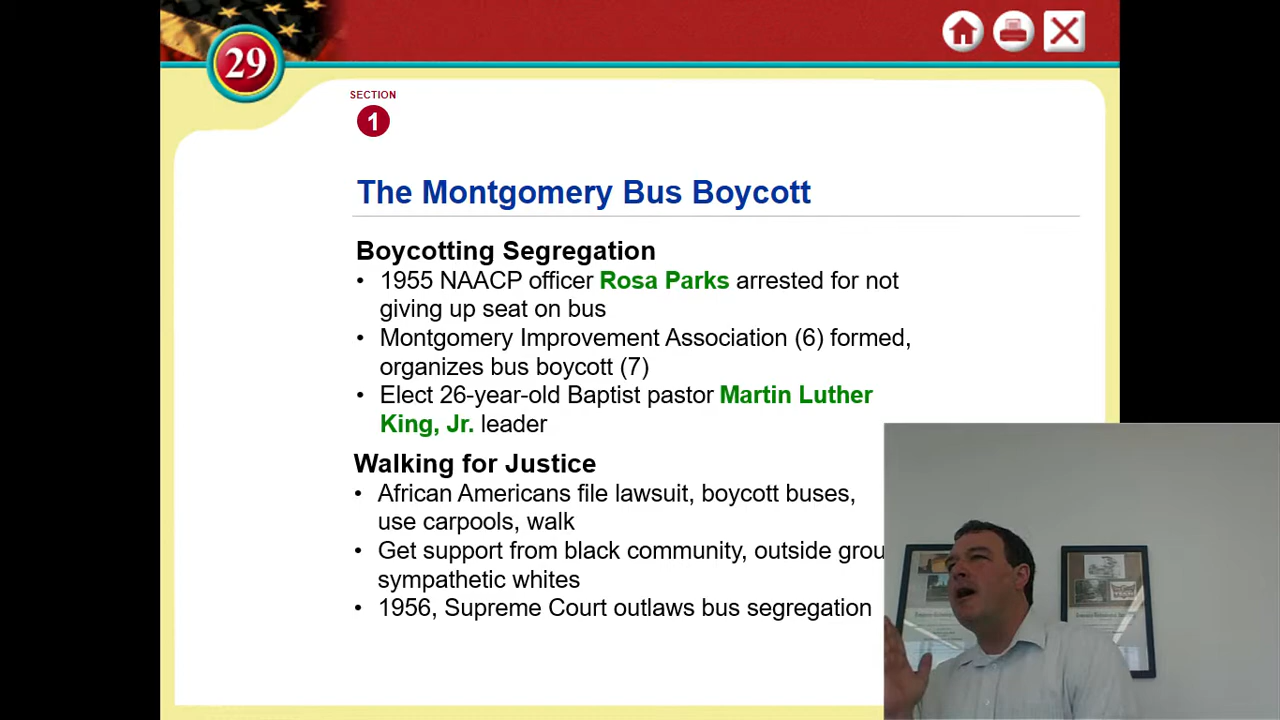 29
SECTION
1
The Montgomery Bus Boycott
Boycotting Segregation
• 1955 NAACP officer Rosa Parks arrested for not
giving up seat on bus
• Montgomery Improvement Association (6) formed,
organizes bus boycott (7)
• Elect 26-year-old Baptist pastor Martin Luther
King, Jr. leader
Walking for Justice
• African Americans file lawsuit, boycott buses,
use carpools, walk
• Get support from black community, outside grou
sympathetic whites
• 1956, Supreme Court outlaws bus segregation